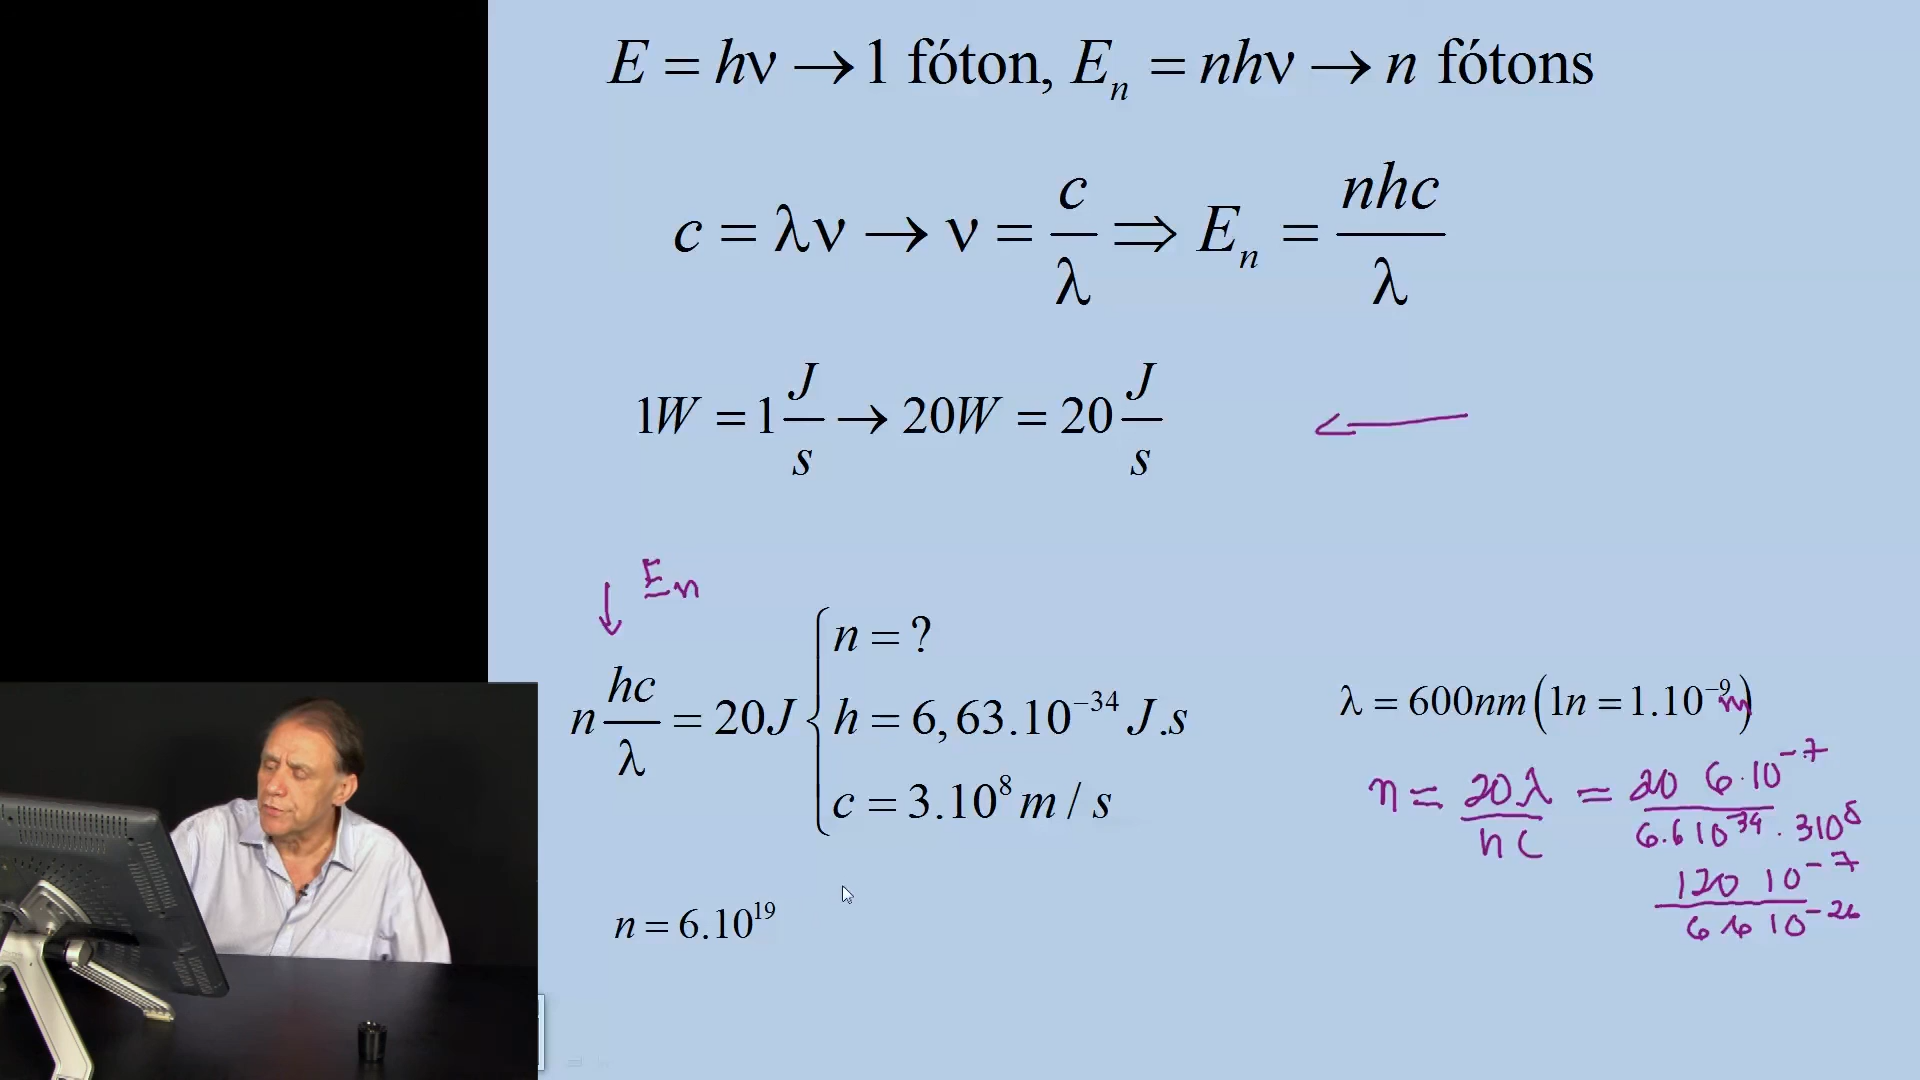 E = hν → 1 fóton, Eₙ = nhν → n fótons
c = λν → ν = c/λ ⇒ Eₙ = nhc/λ
1W = 1 J/s → 20W = 20 J/s
Eₙ
n hc/λ = 20J { n = ?
h = 6,63.10⁻³⁴ J.s
c = 3.10⁸ m / s
λ = 600nm (1n = 1.10⁻⁹ m)
n = 20λ/hc = 20 6·10⁻⁷ / 6.6 10⁻³⁴ . 3 10⁸
120 10⁻⁷ / 6 10⁻²⁶
n = 6.10¹⁹